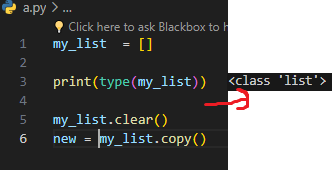 a.py > ...
Click here to ask Blackbox to h
1 my_list = []
2
3 print(type(my_list)) <class 'list'>
4
5 my_list.clear()
6 new = my_list.copy()